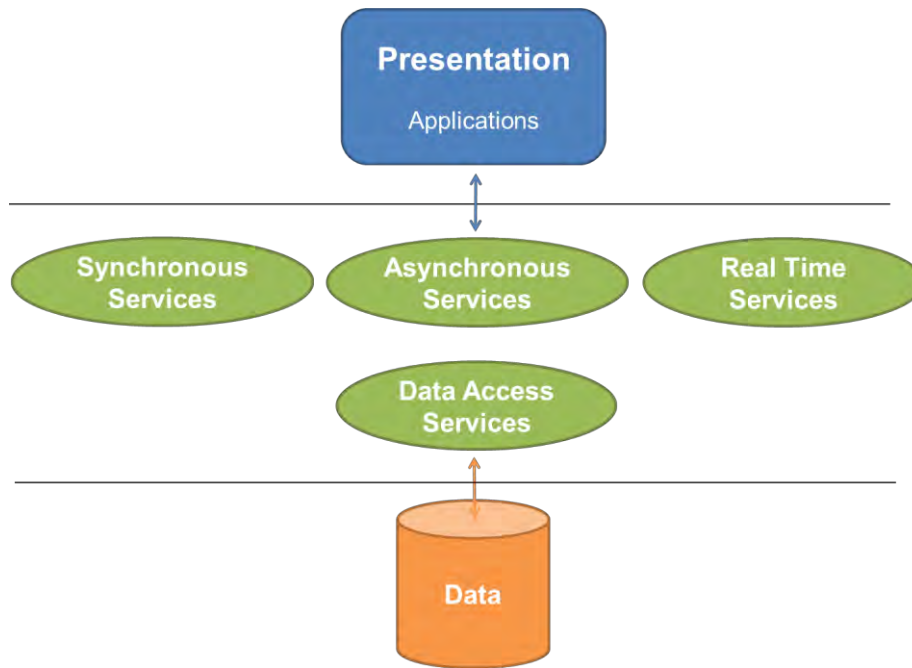 Presentation
Applications
Synchronous
Services
Asynchronous
Services
Real Time
Services
Data Access
Services
Data